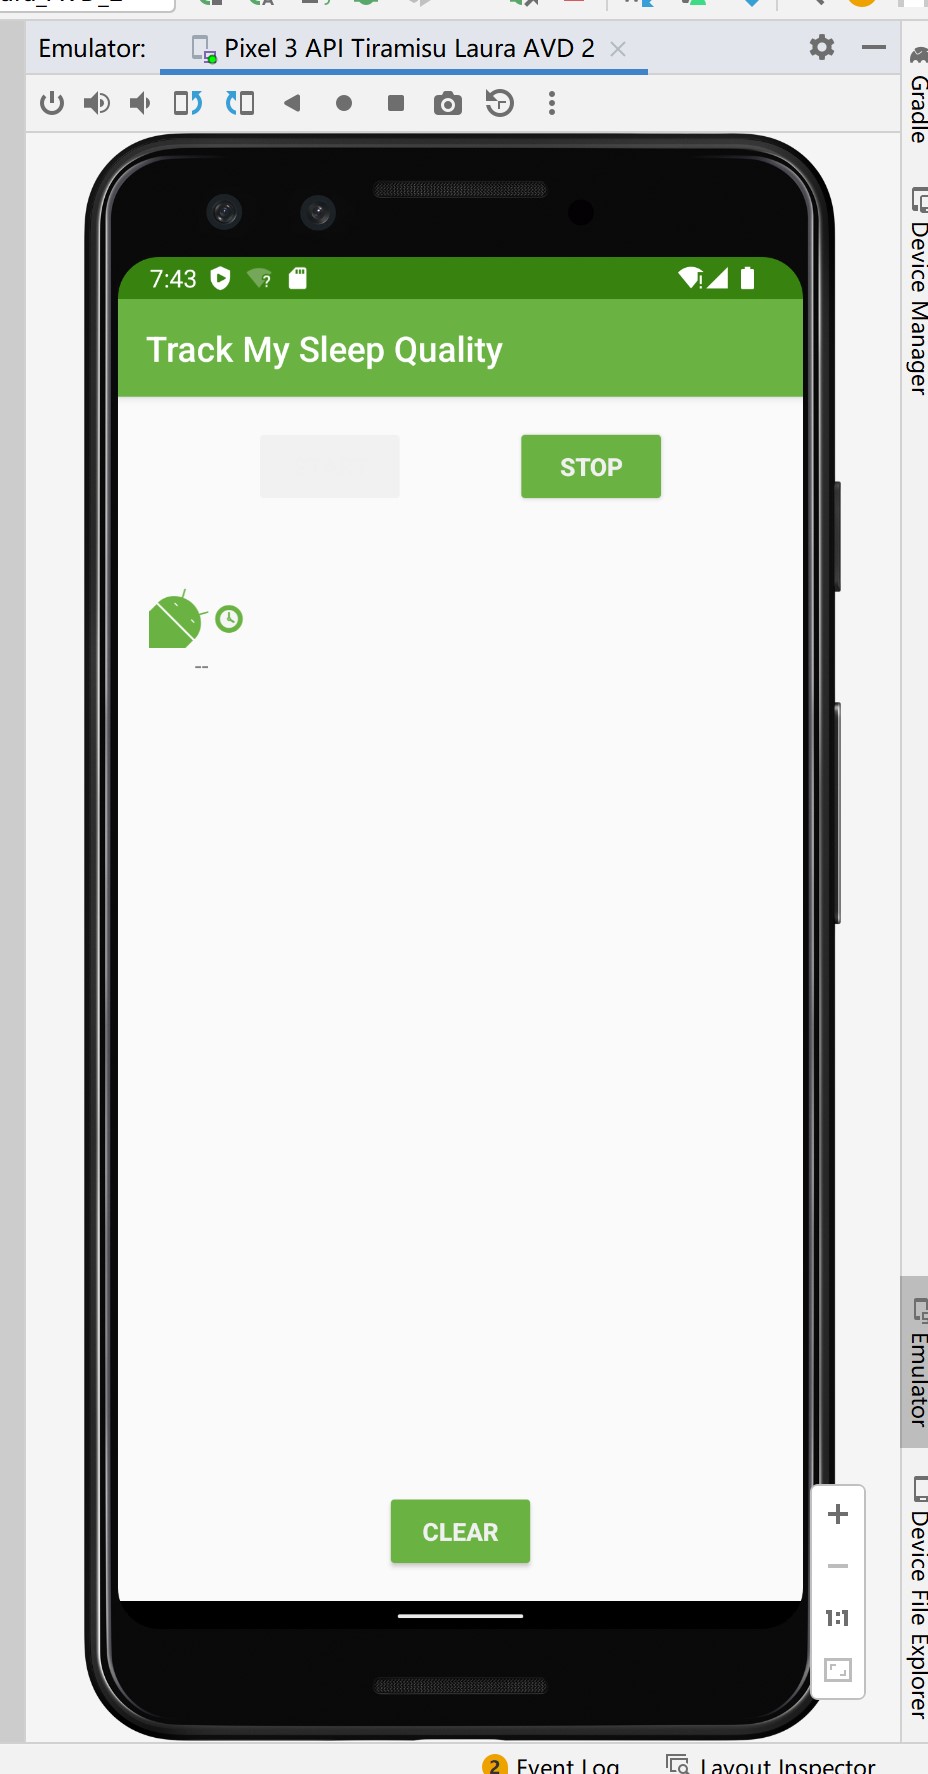 Emulator:
Pixel 3 API Tiramisu Laura AVD 2
Gradle
Device Manager
7:43
Track My Sleep Quality
STOP
--
CLEAR
1:1
Emulator
Device File Explorer
2 Event Log
Layout Inspector